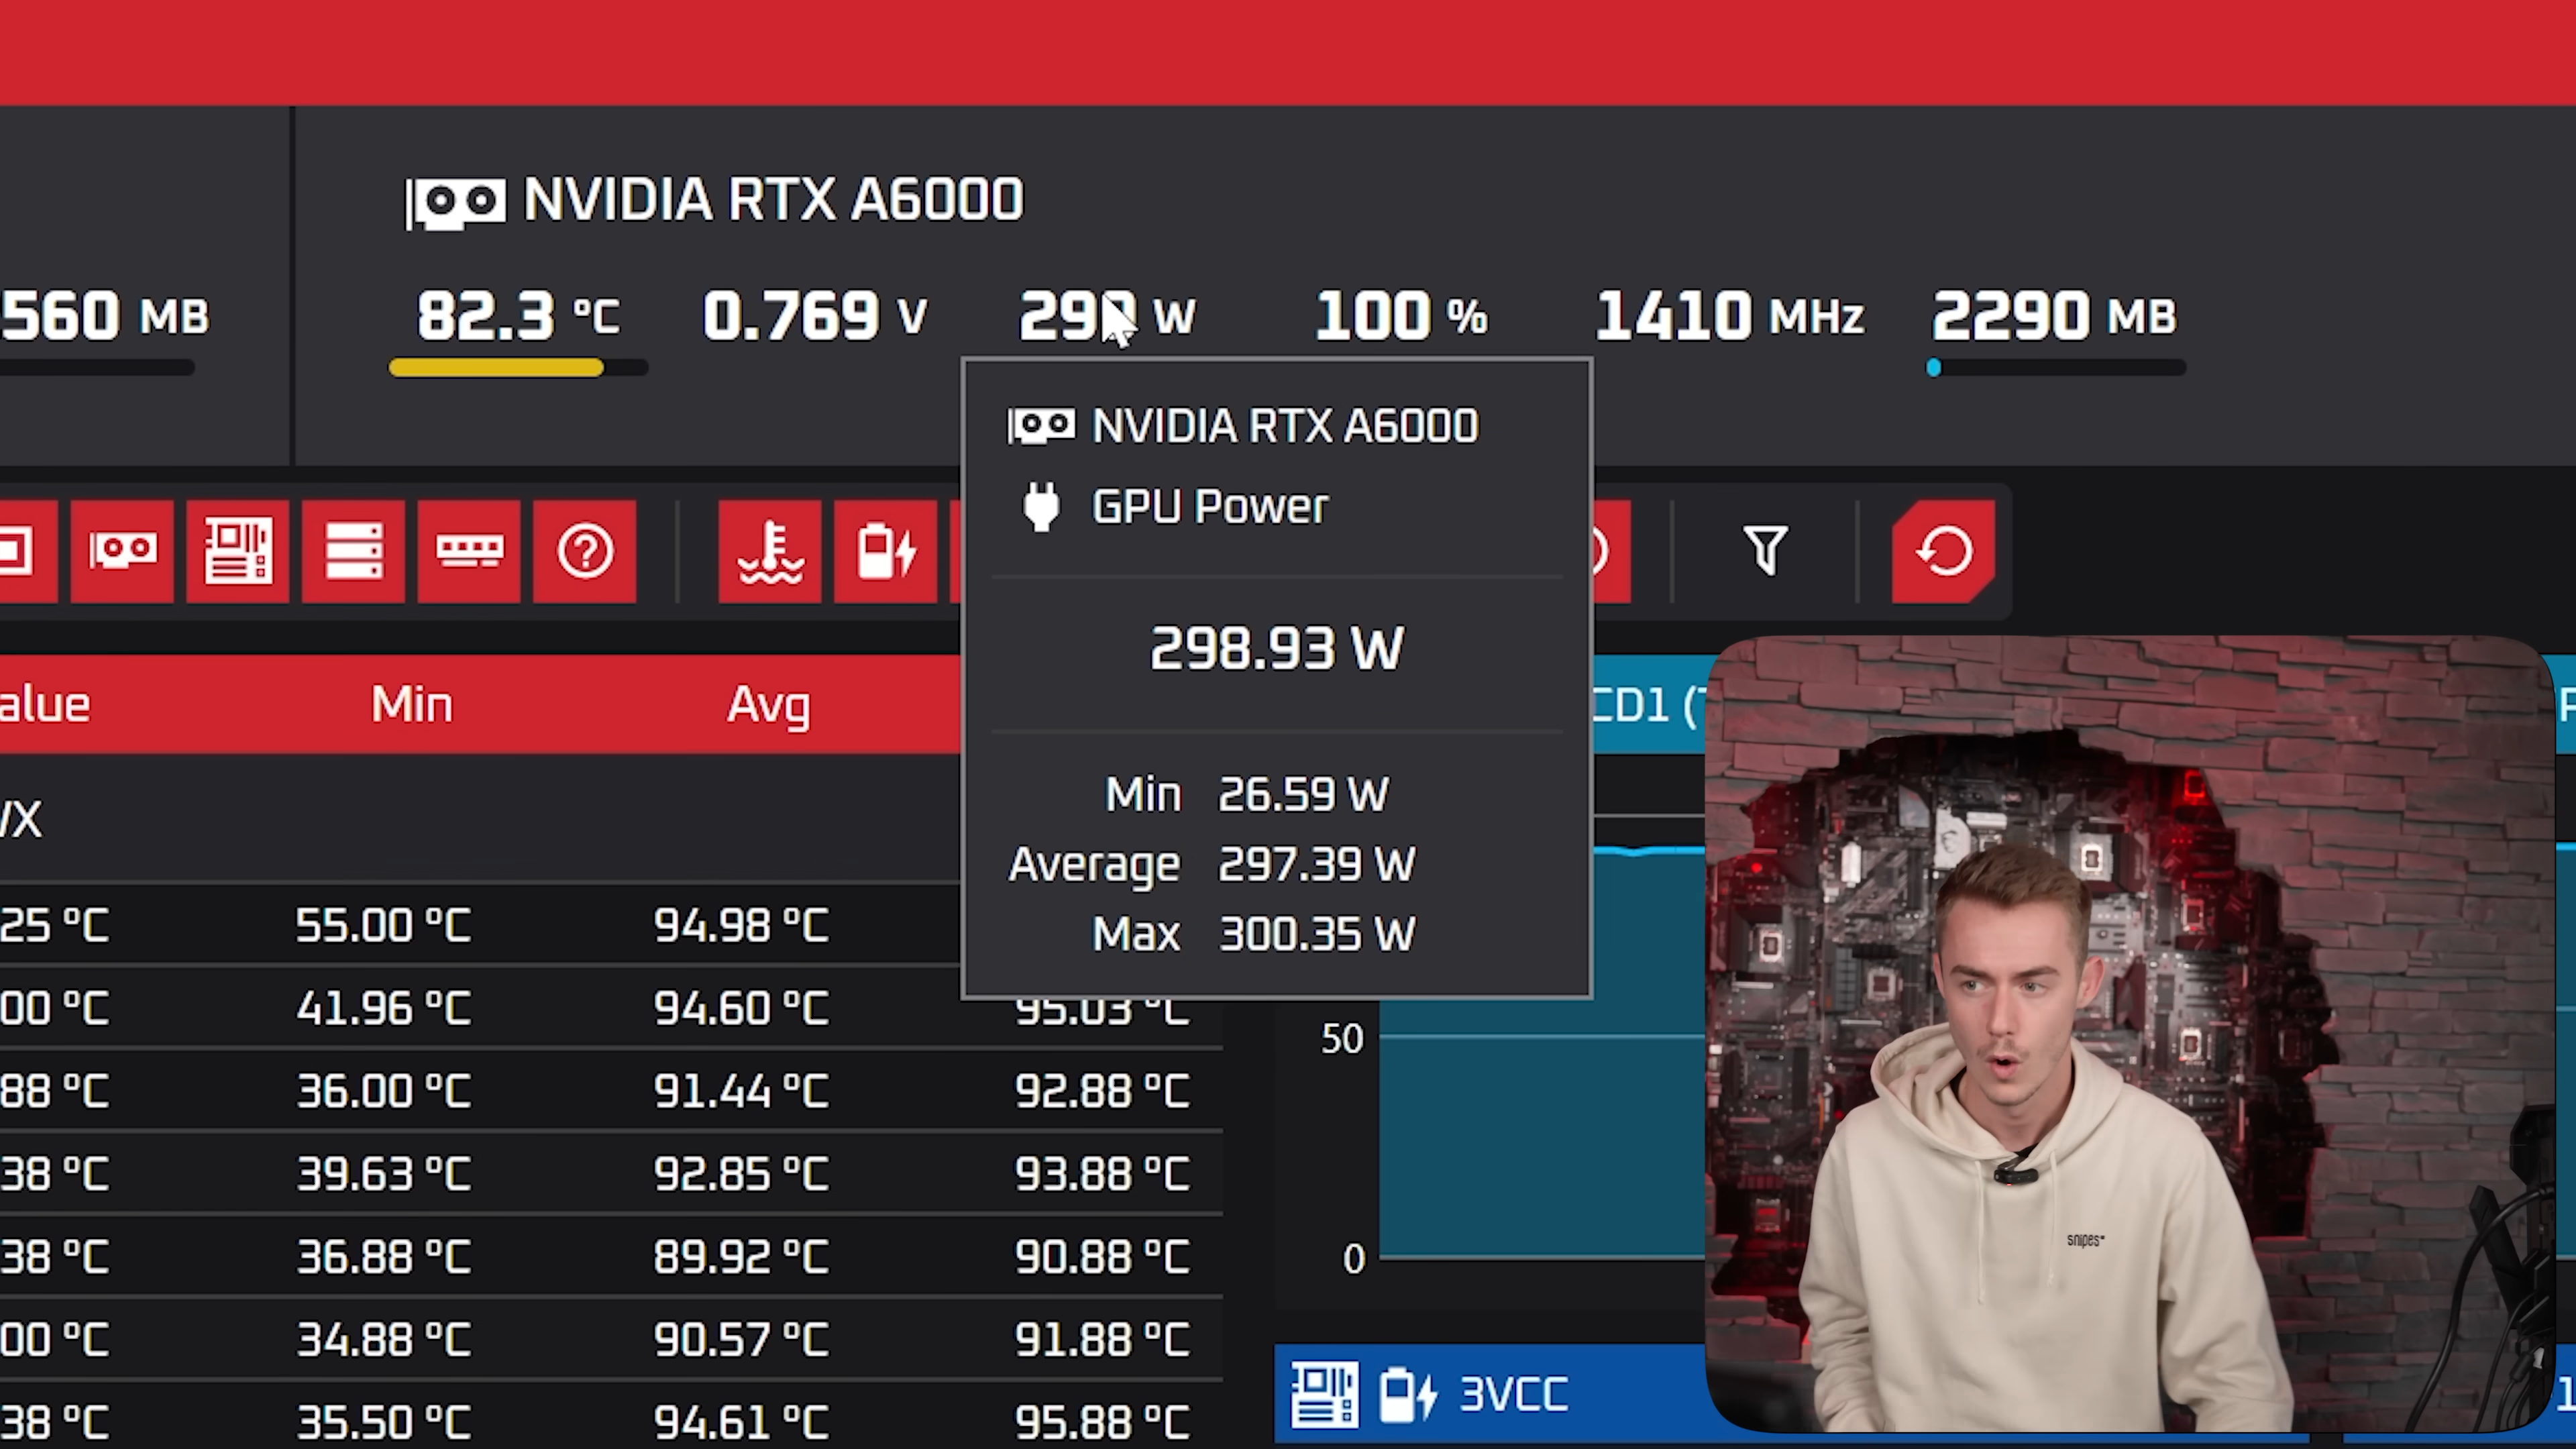 NVIDIA RTX A6000
560 MB
82.3 °C
0.769 V
W
100 %
1410 MHz
2290 MB
NVIDIA RTX A6000
GPU Power
298.93 W
Min 26.59 W
Average 297.39 W
Max 300.35 W
alue Min Avg
CD1 (
VX
25 °C 55.00 °C 94.98 °C
00 °C 41.96 °C 94.60 °C 95.03 °C
88 °C 36.00 °C 91.44 °C 92.88 °C
38 °C 39.63 °C 92.85 °C 93.88 °C
38 °C 36.88 °C 89.92 °C 90.88 °C
00 °C 34.88 °C 90.57 °C 91.88 °C
38 °C 35.50 °C 94.61 °C 95.88 °C
50
0
3VCC
snipes